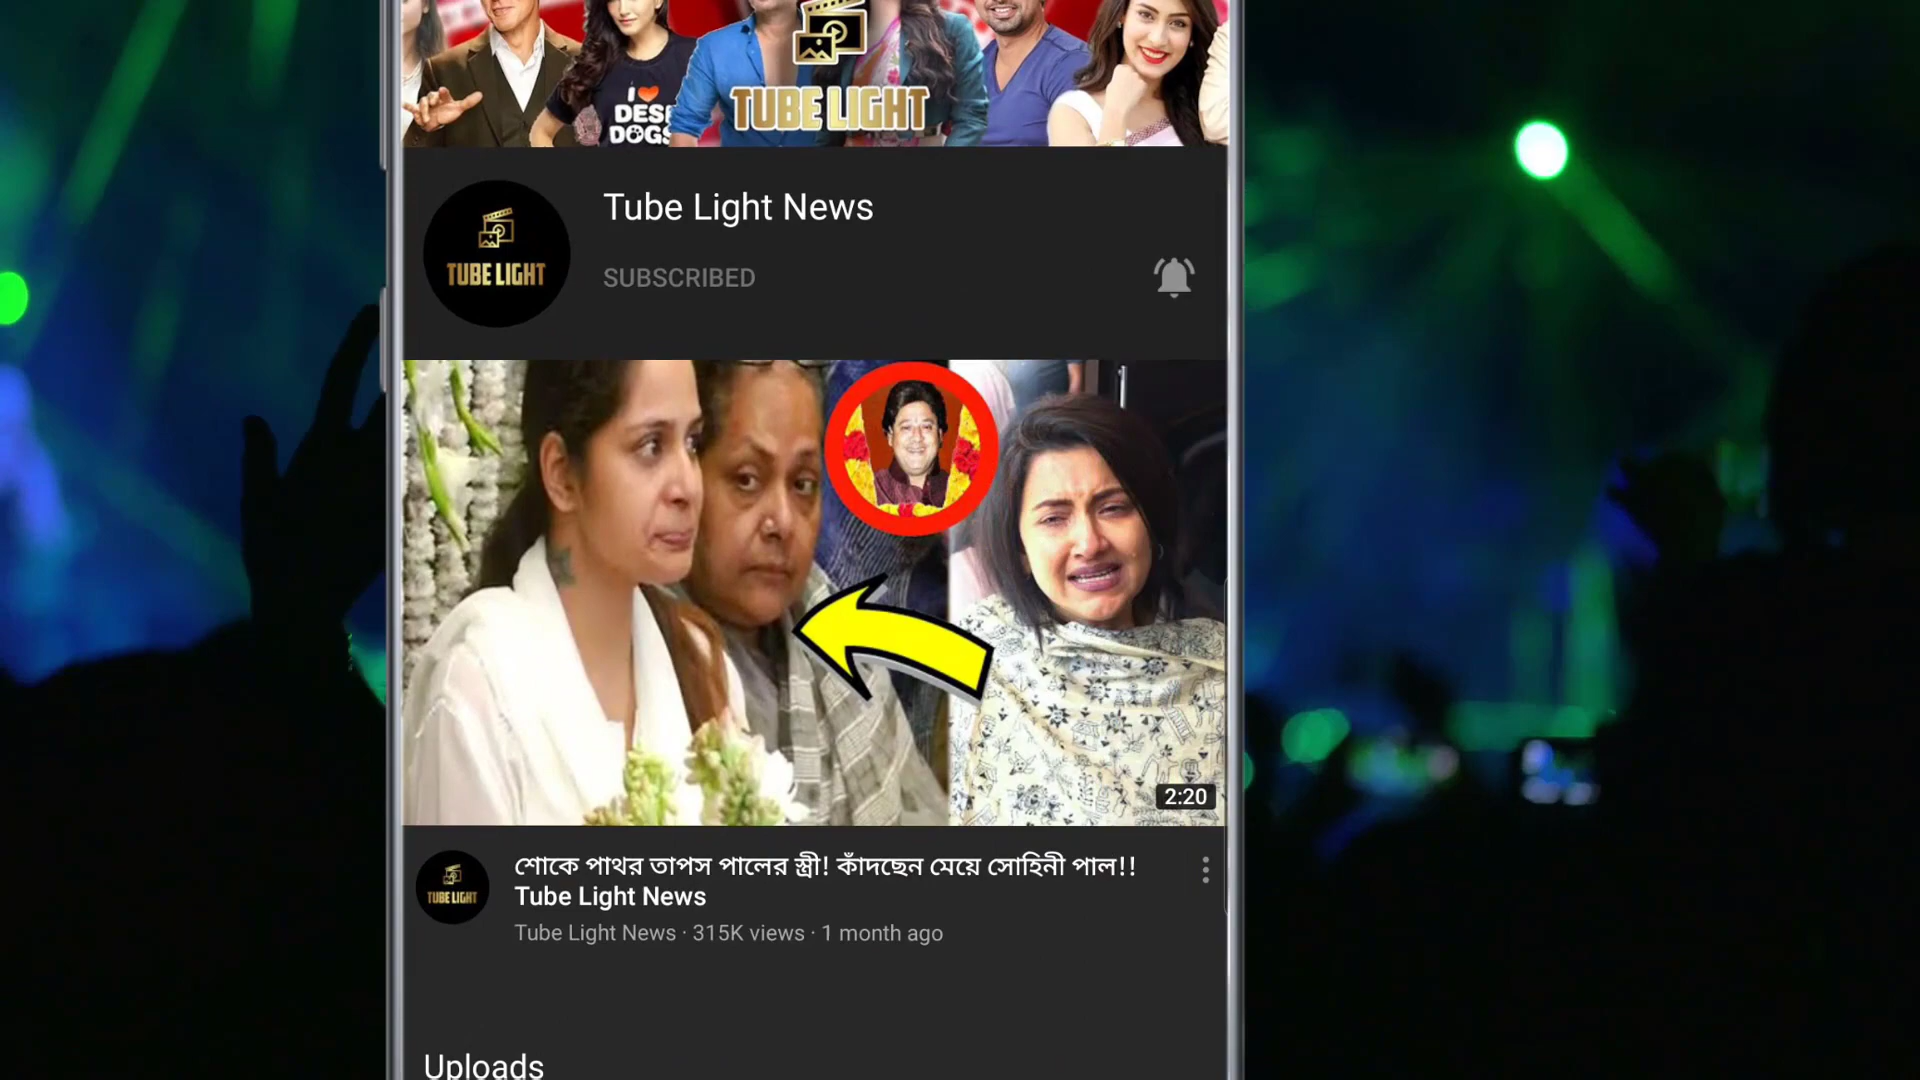 I ❤ 
DESI
DOGS
TUBE LIGHT
TUBE LIGHT
Tube Light News
SUBSCRIBED
2:20
TUBE LIGHT
শোকে পাথর তাপস পালের স্ত্রী! কাঁদছেন মেয়ে সোহিনী পাল!!
Tube Light News
Tube Light News · 315K views · 1 month ago
Uploads